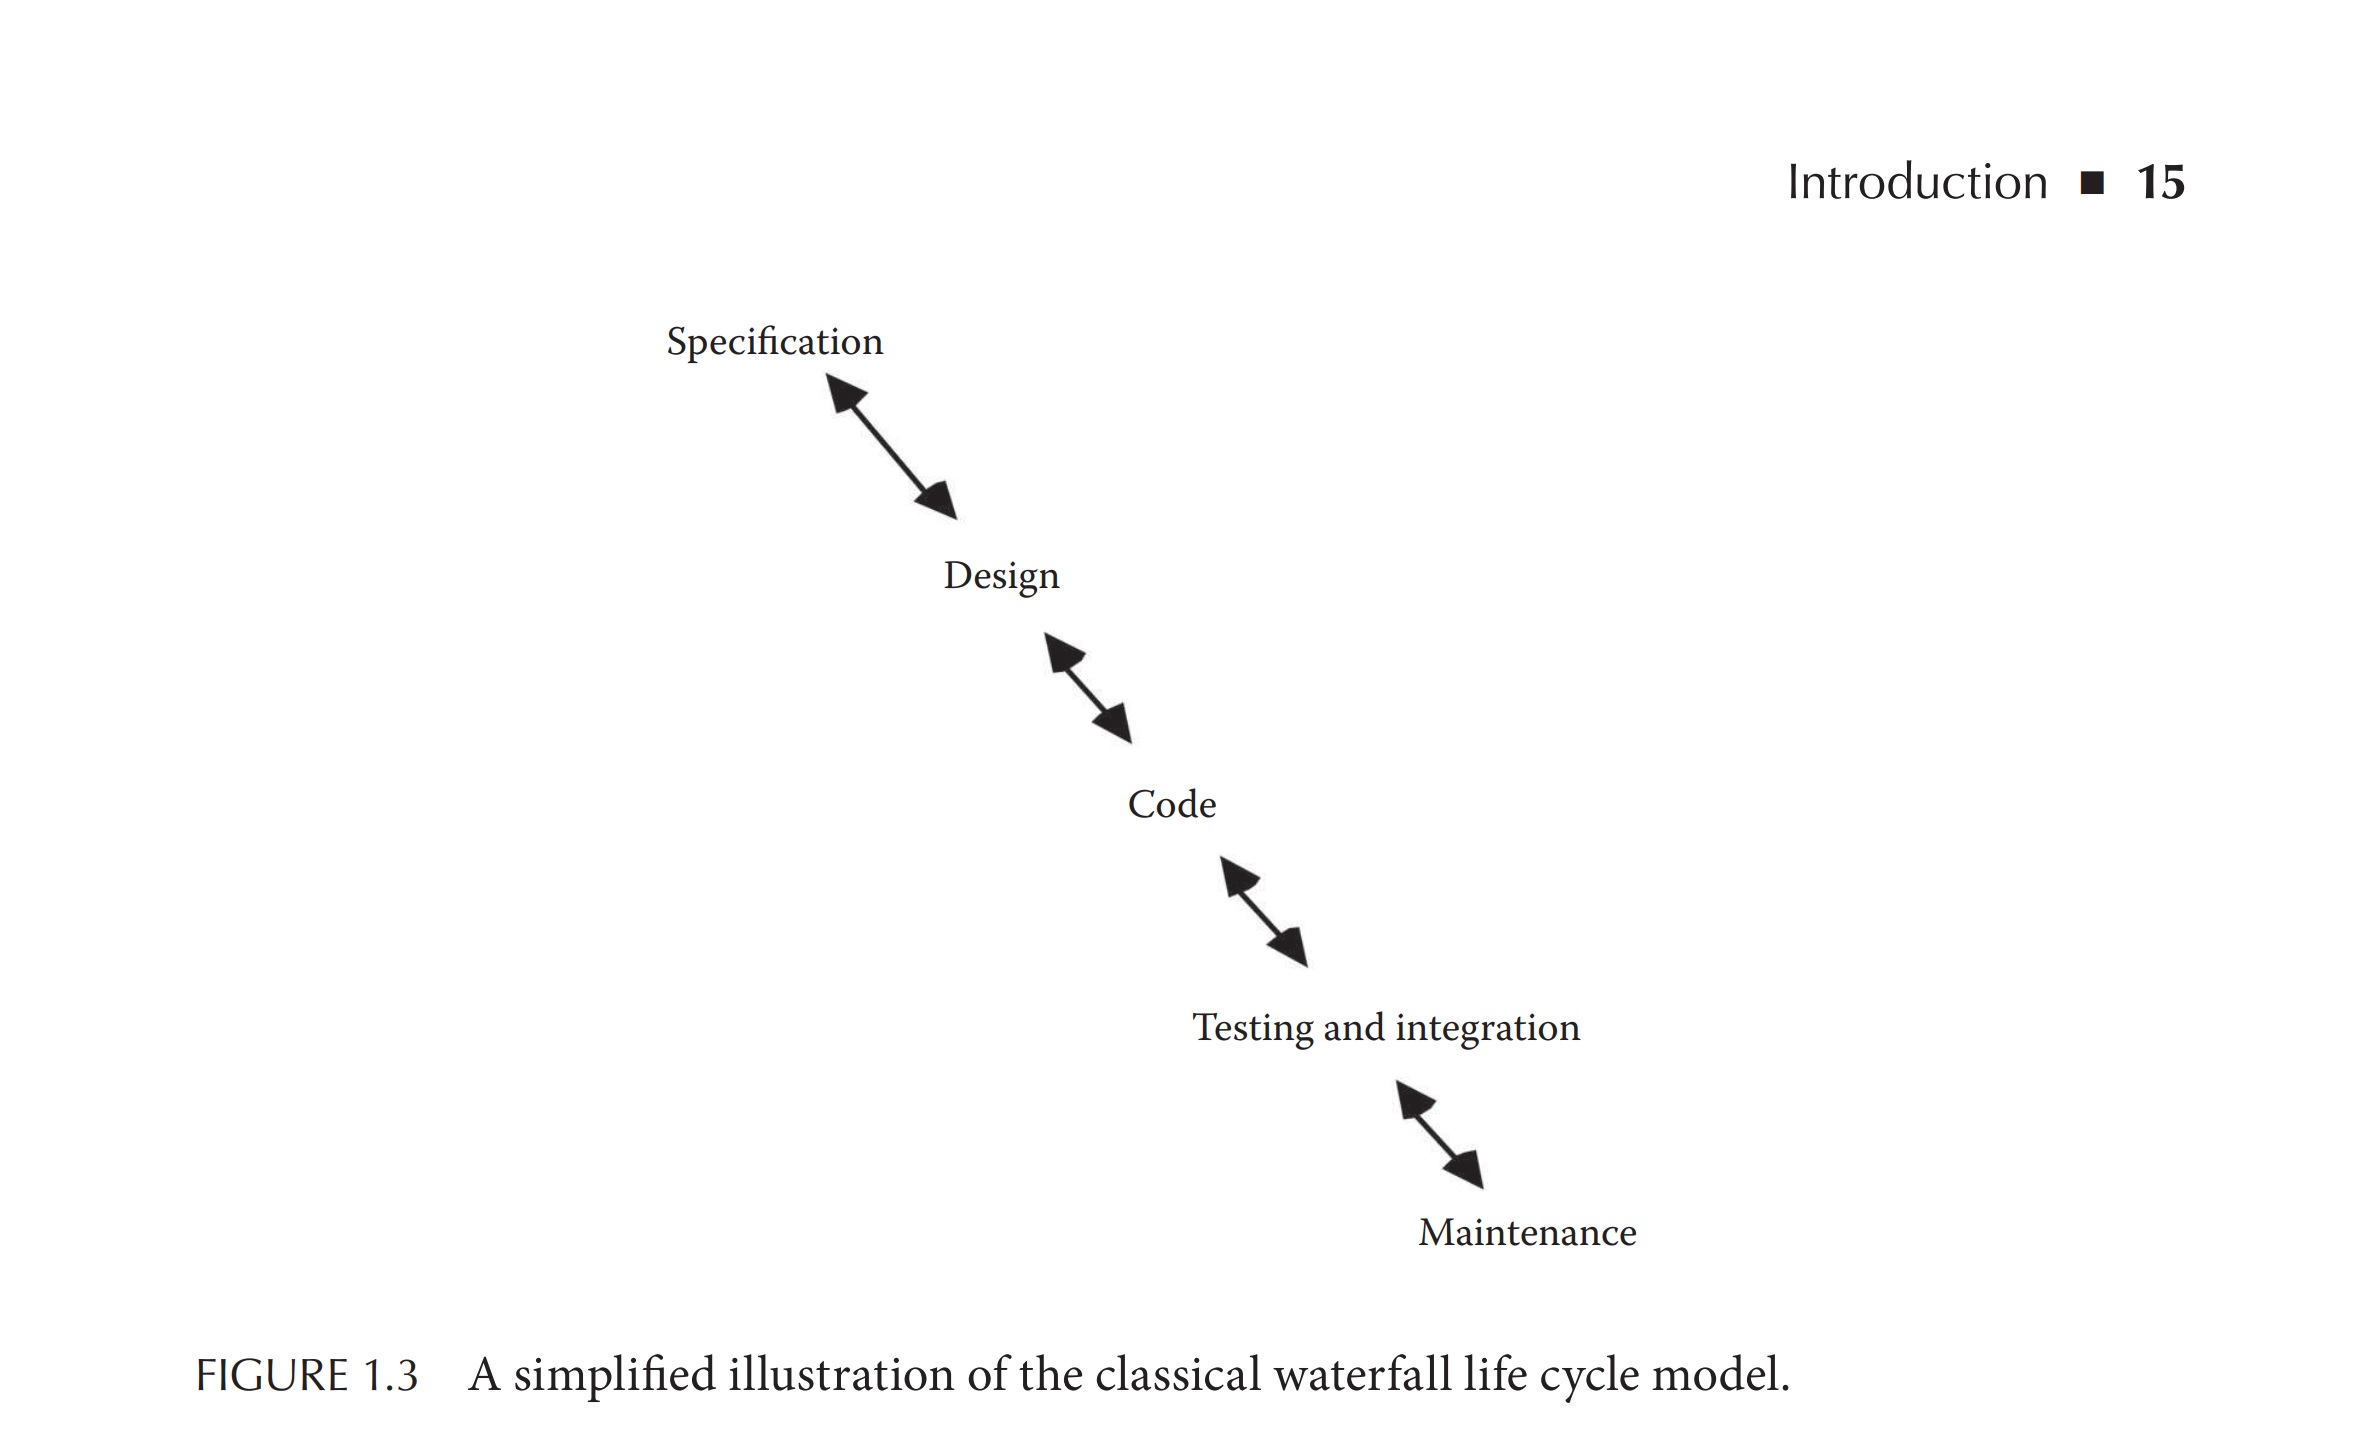 Introduction ■ 15
Specification
Design
Code
Testing and integration
Maintenance
FIGURE 1.3 A simplified illustration of the classical waterfall life cycle model.